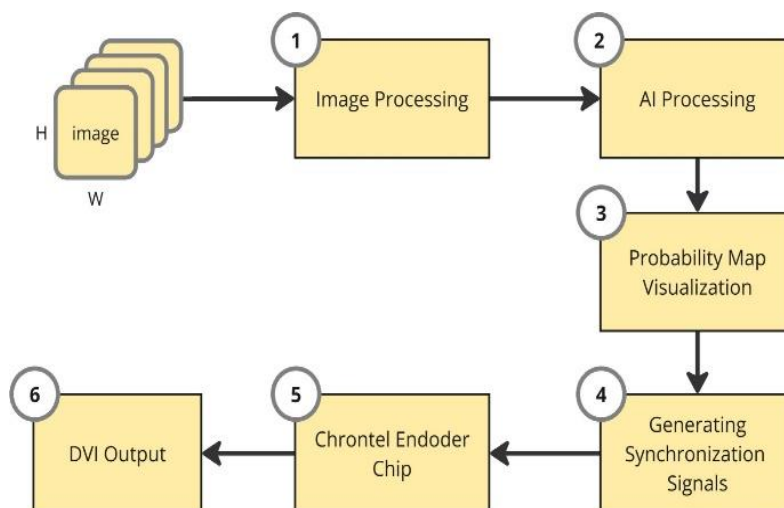 1
Image Processing
2
AI Processing
H
image
W
3
Probability Map
Visualization
4
Generating
Synchronization
Signals
5
Chrontel Endoder
Chip
6
DVI Output